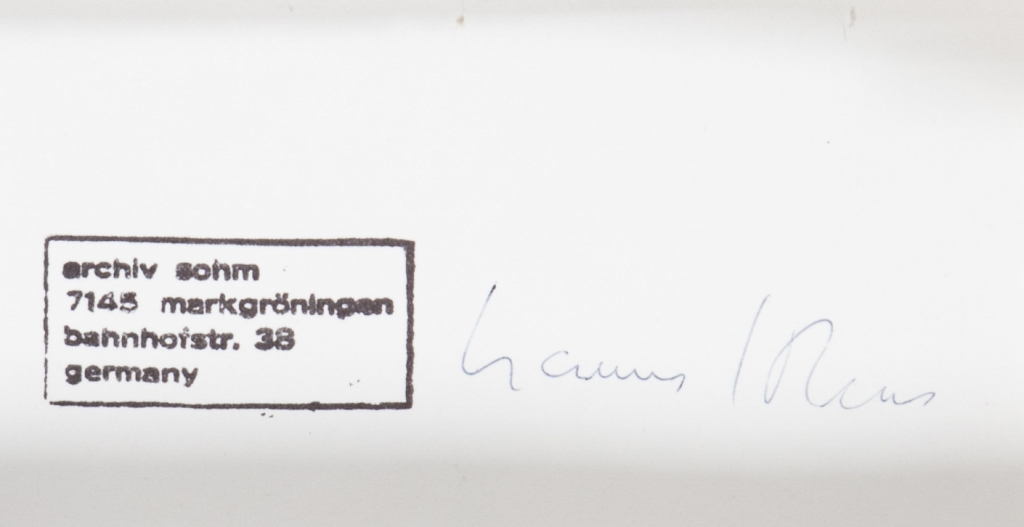 archiv sohm
7145 markgröningen
bahnhofstr. 38
germany